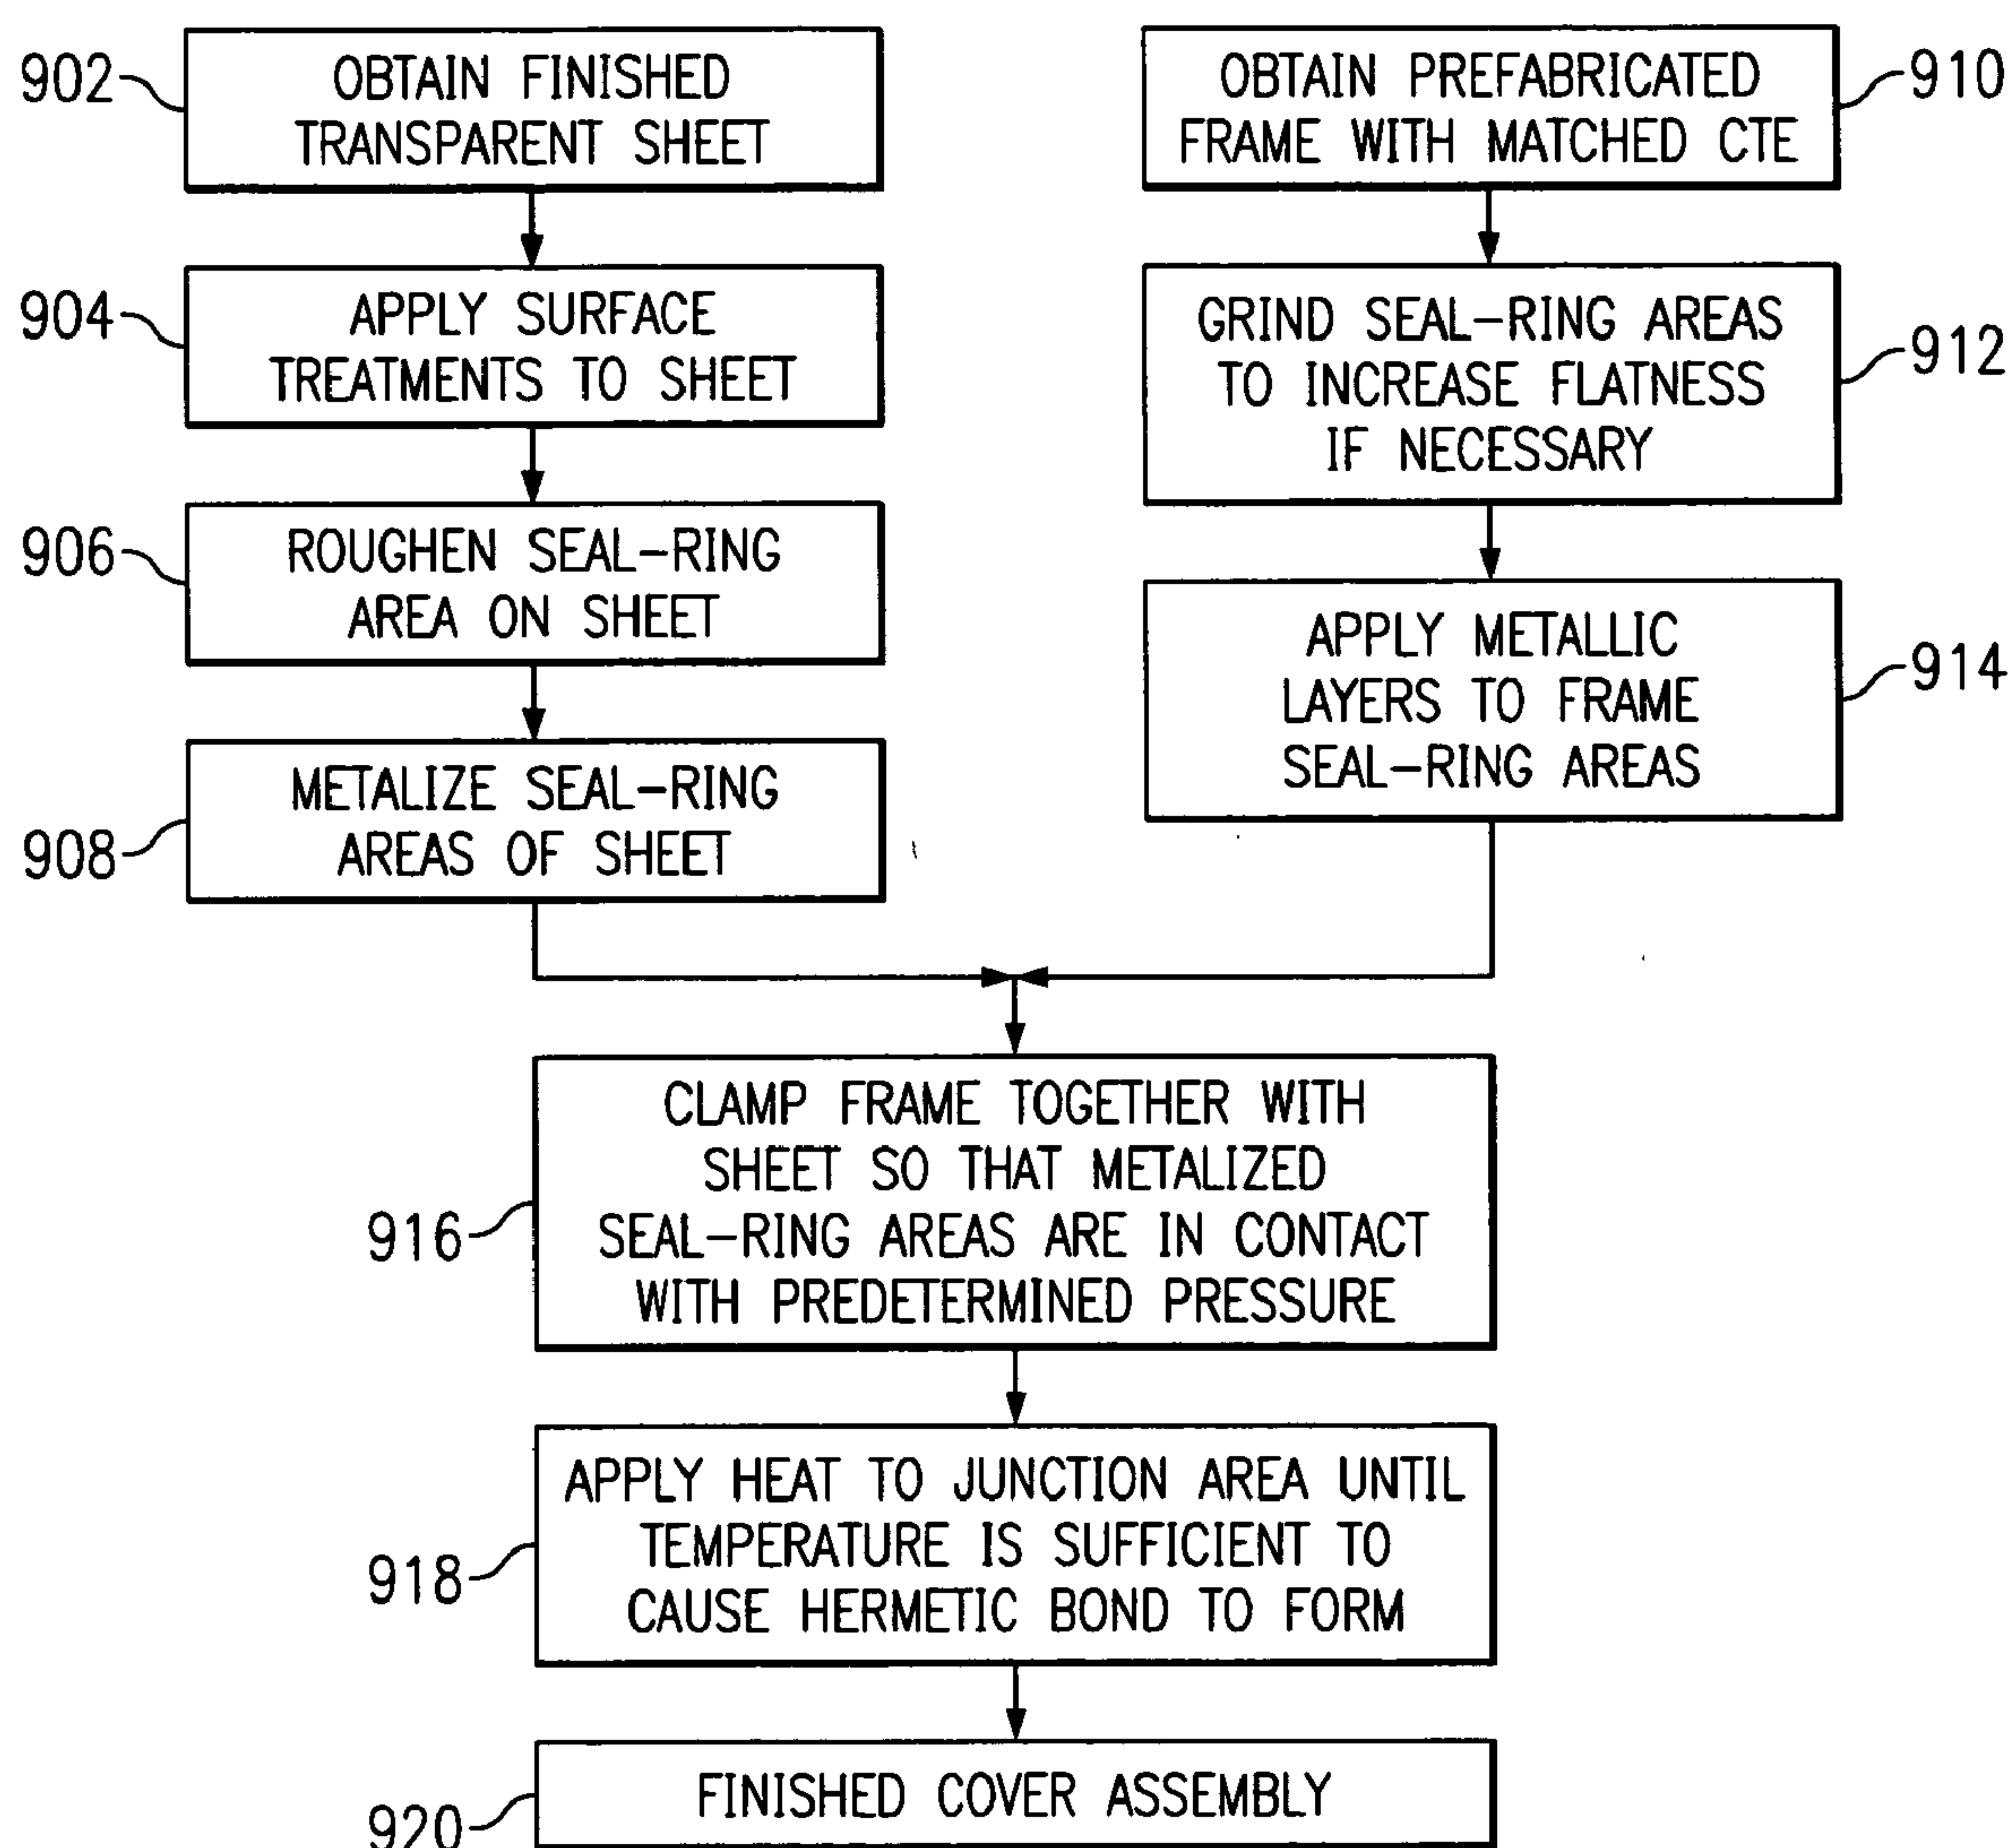 902
OBTAIN FINISHED
TRANSPARENT SHEET
904
APPLY SURFACE
TREATMENTS TO SHEET
906
ROUGHEN SEAL-RING
AREA ON SHEET
908
METALIZE SEAL-RING
AREAS OF SHEET
910
OBTAIN PREFABRICATED
FRAME WITH MATCHED CTE
912
GRIND SEAL-RING AREAS
TO INCREASE FLATNESS
IF NECESSARY
914
APPLY METALLIC
LAYERS TO FRAME
SEAL-RING AREAS
916
CLAMP FRAME TOGETHER WITH
SHEET SO THAT METALIZED
SEAL-RING AREAS ARE IN CONTACT
WITH PREDETERMINED PRESSURE
918
APPLY HEAT TO JUNCTION AREA UNTIL
TEMPERATURE IS SUFFICIENT TO
CAUSE HERMETIC BOND TO FORM
920
FINISHED COVER ASSEMBLY